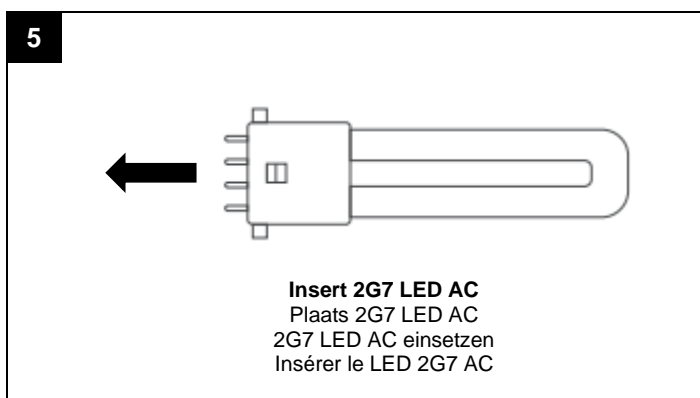 5
Insert 2G7 LED AC
Plaats 2G7 LED AC
2G7 LED AC einsetzen
Insérer le LED 2G7 AC